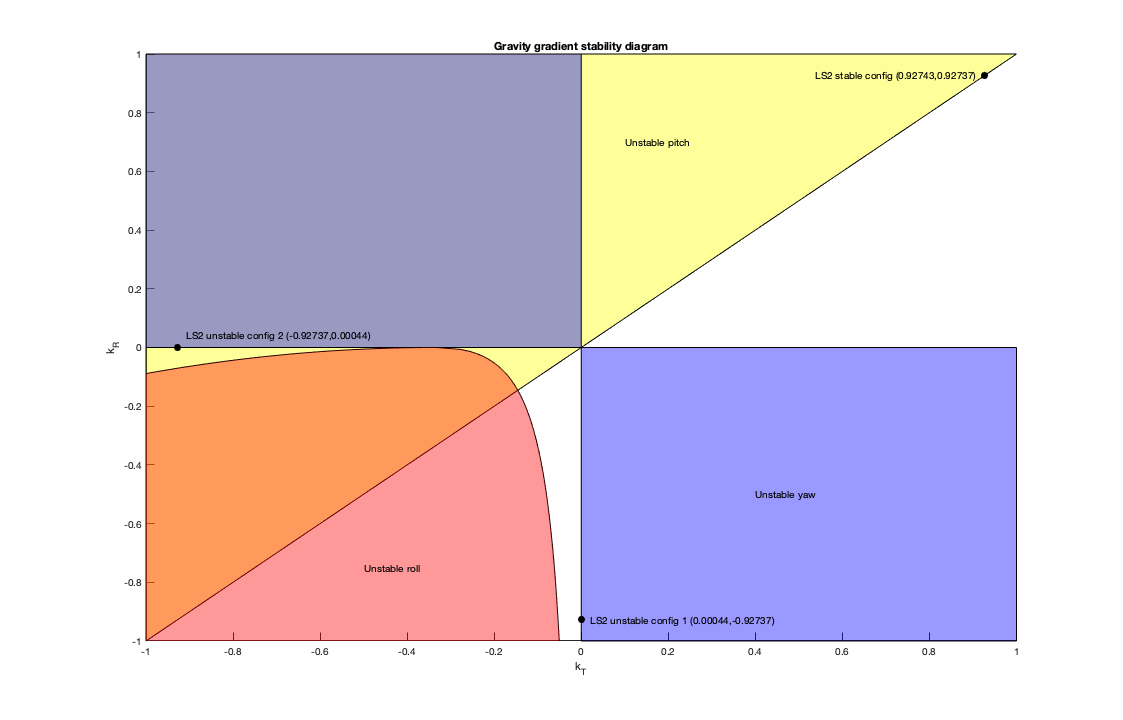 Gravity gradient stability diagram
1
LS2 stable config (0.92743,0.92737)
0.8
Unstable pitch
0.6
0.4
0.2
LS2 unstable config 2 (-0.92737,0.00044)
0
k_R
-0.2
-0.4
Unstable yaw
-0.6
Unstable roll
-0.8
LS2 unstable config 1 (0.00044,-0.92737)
-1
-1 -0.8 -0.6 -0.4 -0.2 0 0.2 0.4 0.6 0.8 1
k_T